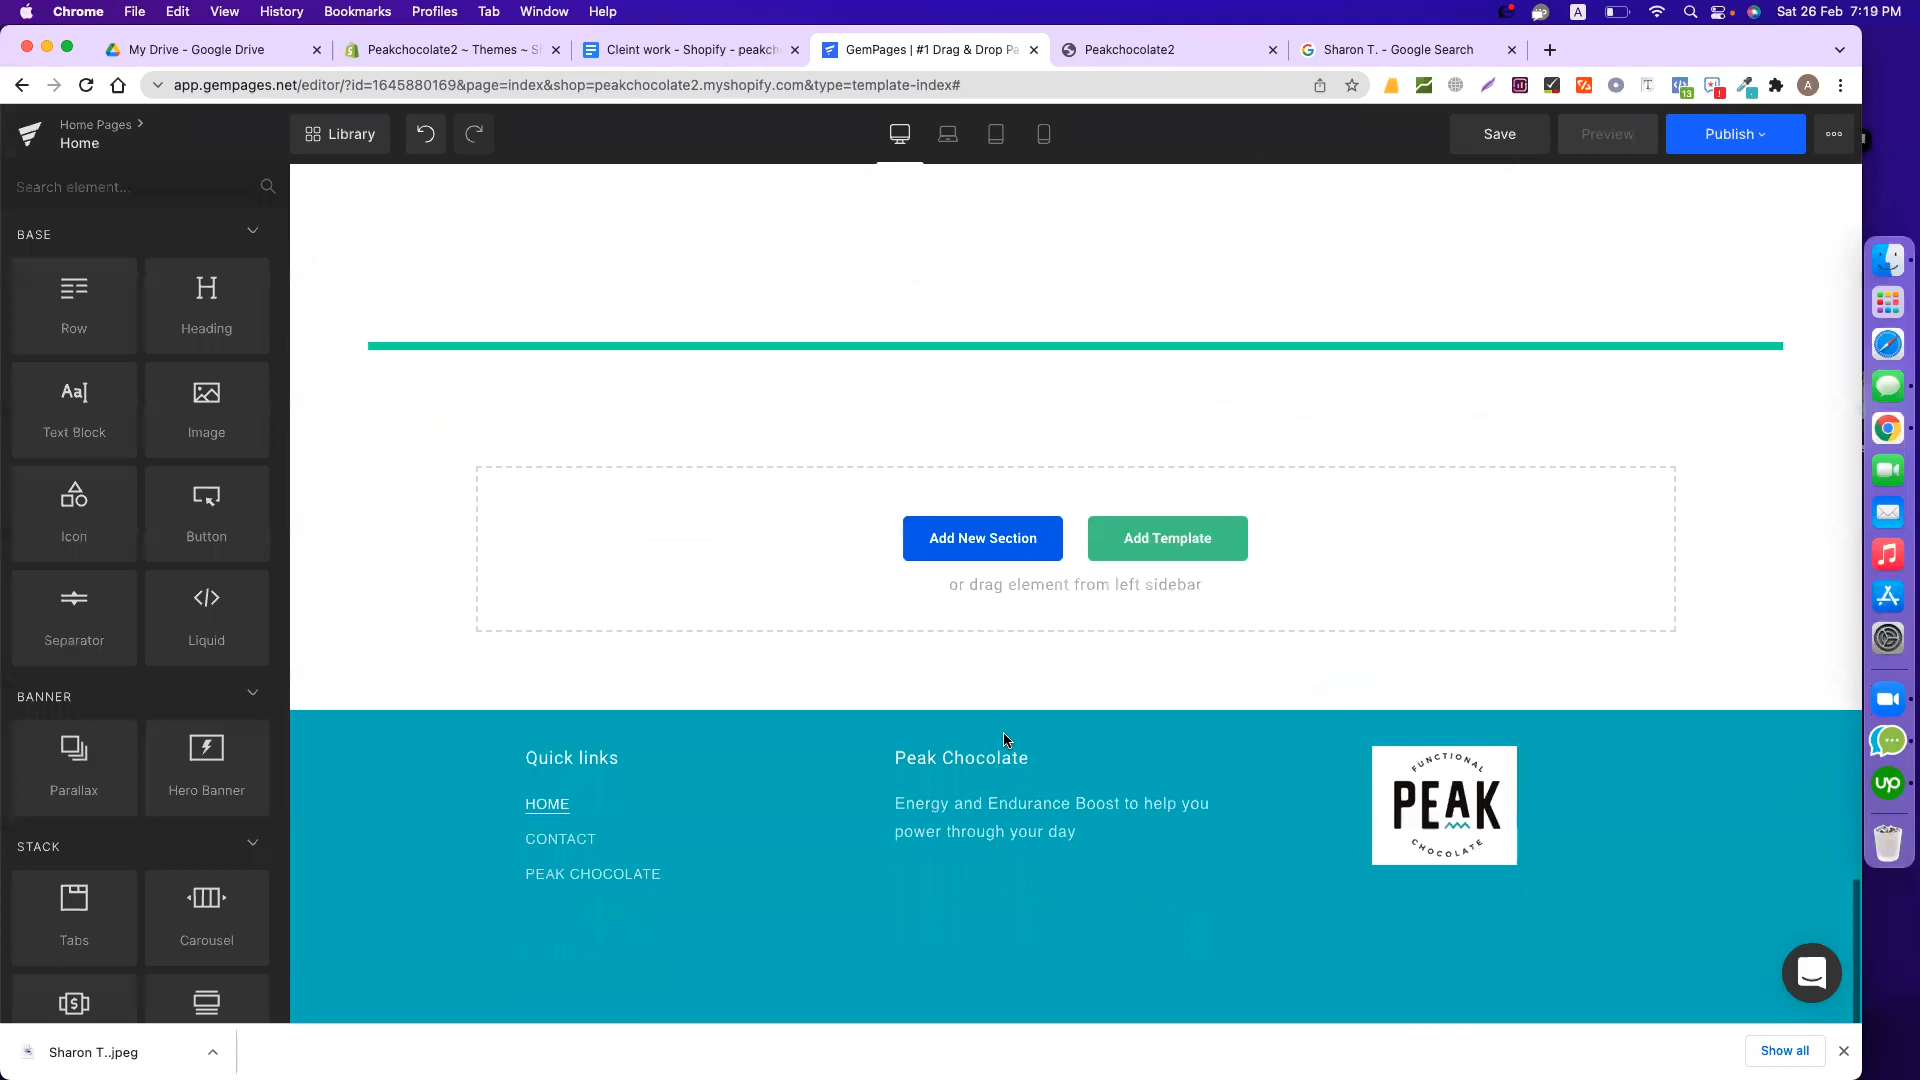 Chrome File Edit View History Bookmarks Profiles Tab Window Help
A
Sat 26 Feb 7:19 PM
My Drive - Google Drive
Peakchocolate2 ~ Themes ~ S
Cleint work - Shopify - peakch
GemPages | #1 Drag & Drop Pa
Peakchocolate2
Sharon T. - Google Search
app.gempages.net/editor/?id=1645880169&page=index&shop=peakchocolate2.myshopify.com&type=template-index#
13
A
Home Pages
Home
Library
Save
Preview
Publish
Search element...
BASE
Row
Heading
Text Block
Image
Icon
Button
Separator
Liquid
BANNER
Parallax
Hero Banner
STACK
Tabs
Carousel
Add New Section
Add Template
or drag element from left sidebar
Quick links
HOME
CONTACT
PEAK CHOCOLATE
Peak Chocolate
Energy and Endurance Boost to help you
power through your day
FUNCTIONAL
PEAK
CHOCOLATE
up
Sharon T..jpeg
Show all